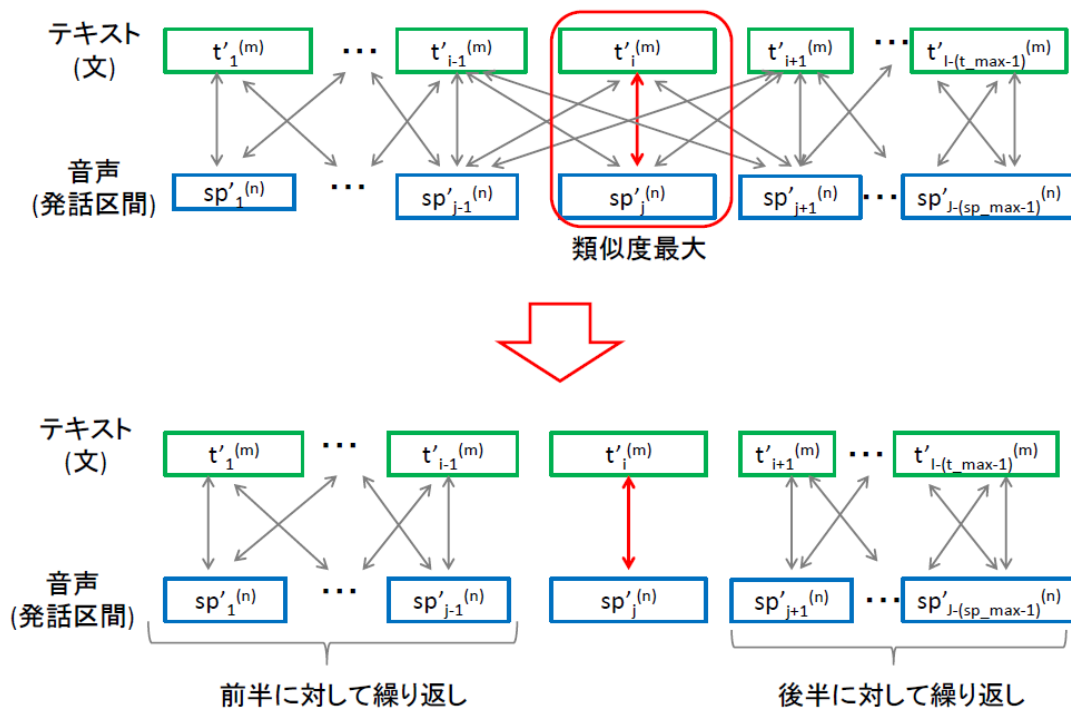 テキスト
(文)
t'₁⁽ᵐ⁾ ··· t'ᵢ₋₁⁽ᵐ⁾ t'ᵢ⁽ᵐ⁾ t'ᵢ₊₁⁽ᵐ⁾ ··· t'_{I-(t_max-1)}⁽ᵐ⁾
音声
(発話区間)
sp'₁⁽ⁿ⁾ ··· sp'ⱼ₋₁⁽ⁿ⁾ sp'ⱼ⁽ⁿ⁾ sp'ⱼ₊₁⁽ⁿ⁾ ··· sp'_{J-(sp_max-1)}⁽ⁿ⁾
類似度最大
テキスト
(文)
t'₁⁽ᵐ⁾ ··· t'ᵢ₋₁⁽ᵐ⁾ t'ᵢ⁽ᵐ⁾ t'ᵢ₊₁⁽ᵐ⁾ ··· t'_{I-(t_max-1)}⁽ᵐ⁾
音声
(発話区間)
sp'₁⁽ⁿ⁾ ··· sp'ⱼ₋₁⁽ⁿ⁾ sp'ⱼ⁽ⁿ⁾ sp'ⱼ₊₁⁽ⁿ⁾ ··· sp'_{J-(sp_max-1)}⁽ⁿ⁾
前半に対して繰り返し 後半に対して繰り返し